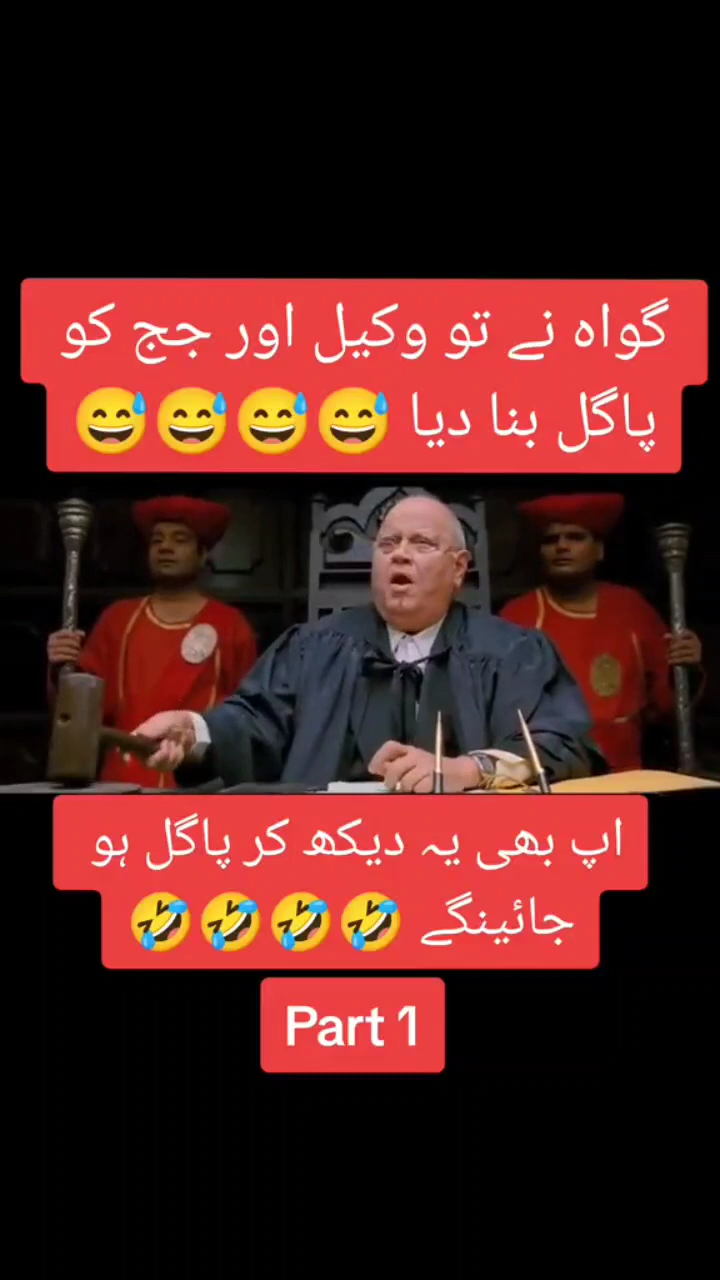 گواہ نے تو وکیل اور جج کو
پاگل بنا دیا 😅😅😅😅
اپ بھی یہ دیکھ کر پاگل ہو
جائینگے 🤣🤣🤣🤣
Part 1